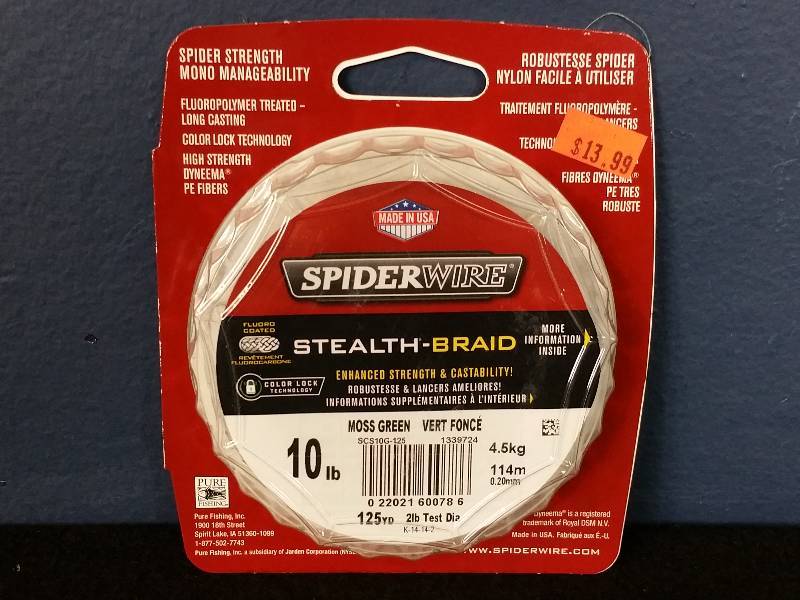 SPIDER STRENGTH
MONO MANAGEABILITY
FLUOROPOLYMER TREATED –
LONG CASTING
COLOR LOCK TECHNOLOGY
HIGH STRENGTH
DYNEEMA®
PE FIBERS
ROBUSTESSE SPIDER
NYLON FACILE À UTILISER
TRAITEMENT FLUOROPOLYMÈRE -
$13.99
FIBRES DYNEEMA®
PE TRES
ROBUSTE
MADE IN USA
SPIDERWIRE®
FLUORO
COATED
REVÊTEMENT
FLUOROCARBONE
STEALTH-BRAID
MORE
INFORMATION
INSIDE
ENHANCED STRENGTH & CASTABILITY!
COLOR LOCK
TECHNOLOGY
ROBUSTESSE & LANCERS AMELIORES!
INFORMATIONS SUPPLÉMENTAIRES À L'INTÉRIEUR
MOSS GREEN VERT FONCÉ
SCS10G-125 1339724
10 lb
4.5kg
114m
0.20mm
0 22021 60078 6
125YD 2lb Test Dia
K-14-14-2
PURE
FISHING
Pure Fishing, Inc.
1900 18th Street
Spirit Lake, IA 51360-1099
1-877-502-7743
Pure Fishing, Inc. a subsidiary of Jarden Corporation
Dyneema® is a registered
trademark of Royal DSM N.V.
Made in USA. Fabriqué aux É.-U.
WWW.SPIDERWIRE.COM